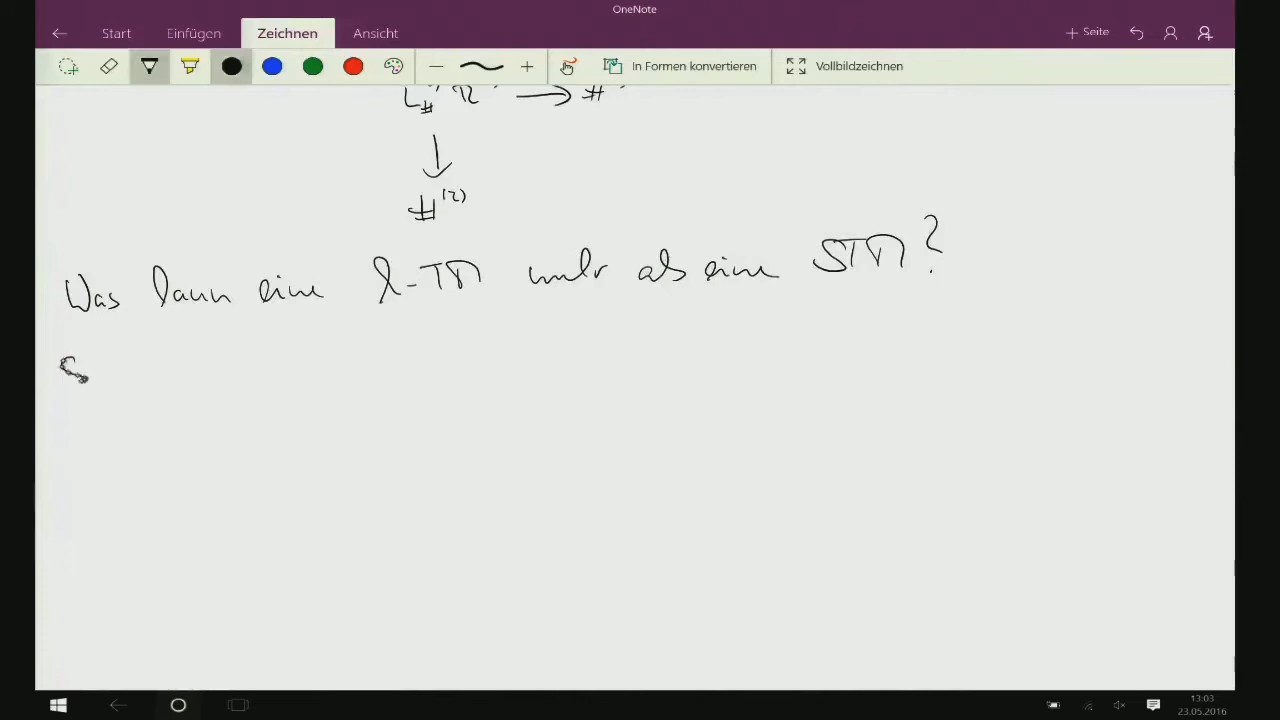 OneNote
Start Einfügen Zeichnen Ansicht
+ Seite
In Formen konvertieren Vollbildzeichnen
L# → #
↓
#(2)
Was kann eine k-TM mehr als eine STM?
S
13:03
23.05.2016